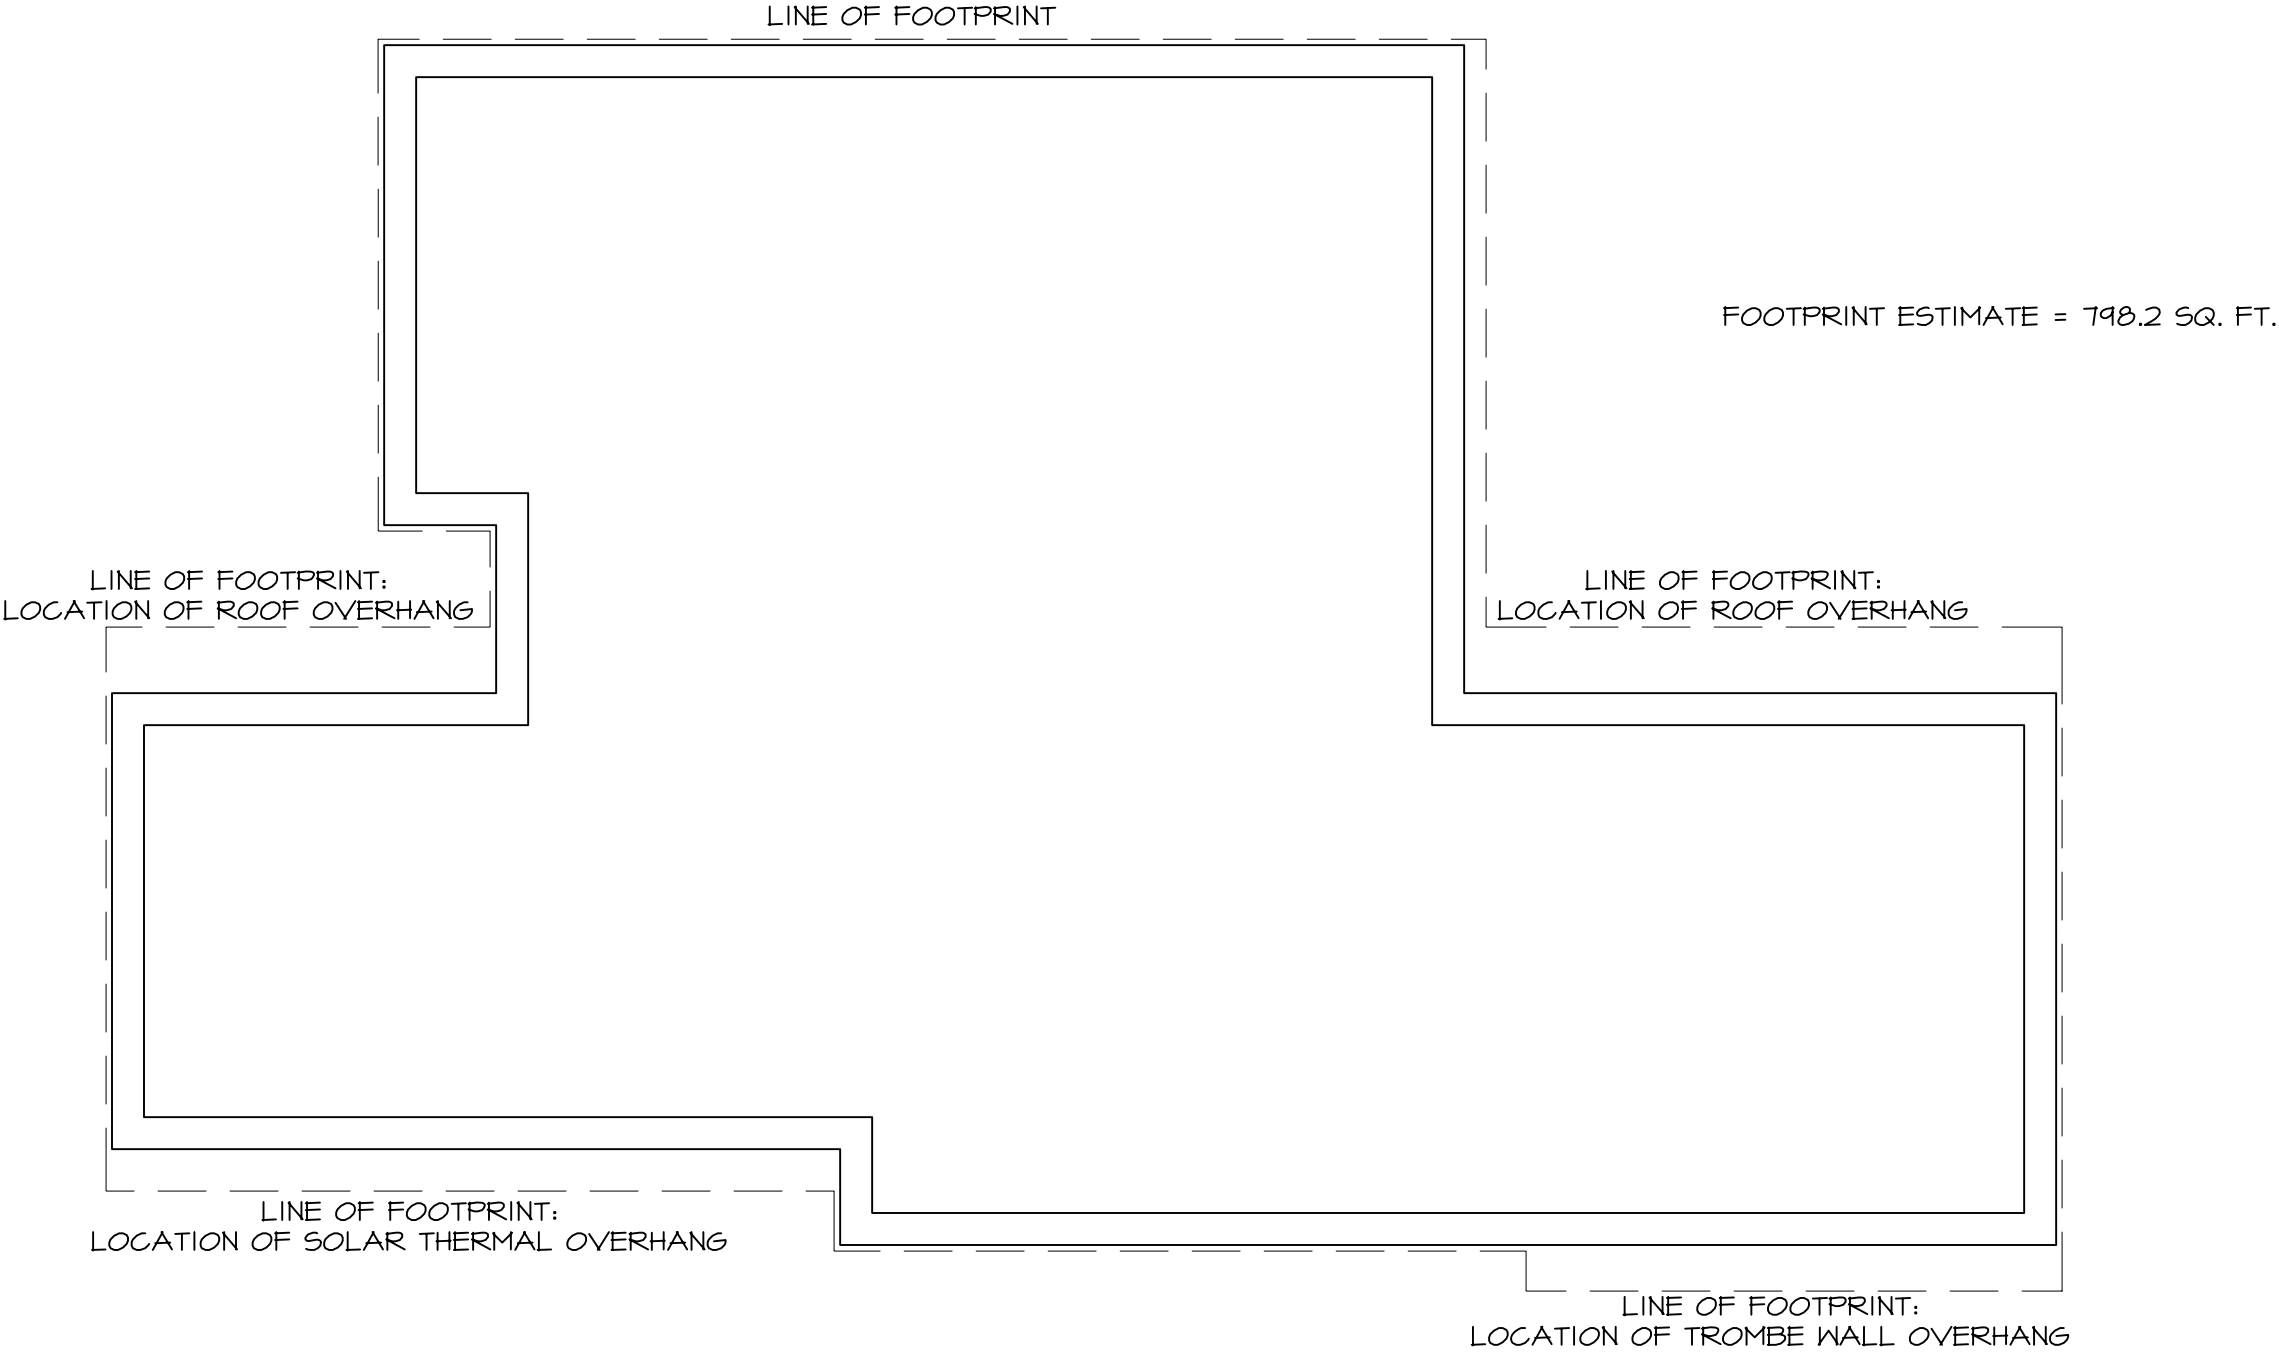 LINE OF FOOTPRINT
FOOTPRINT ESTIMATE = 798.2 SQ. FT.
LINE OF FOOTPRINT:
LOCATION OF ROOF OVERHANG
LINE OF FOOTPRINT:
LOCATION OF ROOF OVERHANG
LINE OF FOOTPRINT:
LOCATION OF SOLAR THERMAL OVERHANG
LINE OF FOOTPRINT:
LOCATION OF TROMBE WALL OVERHANG